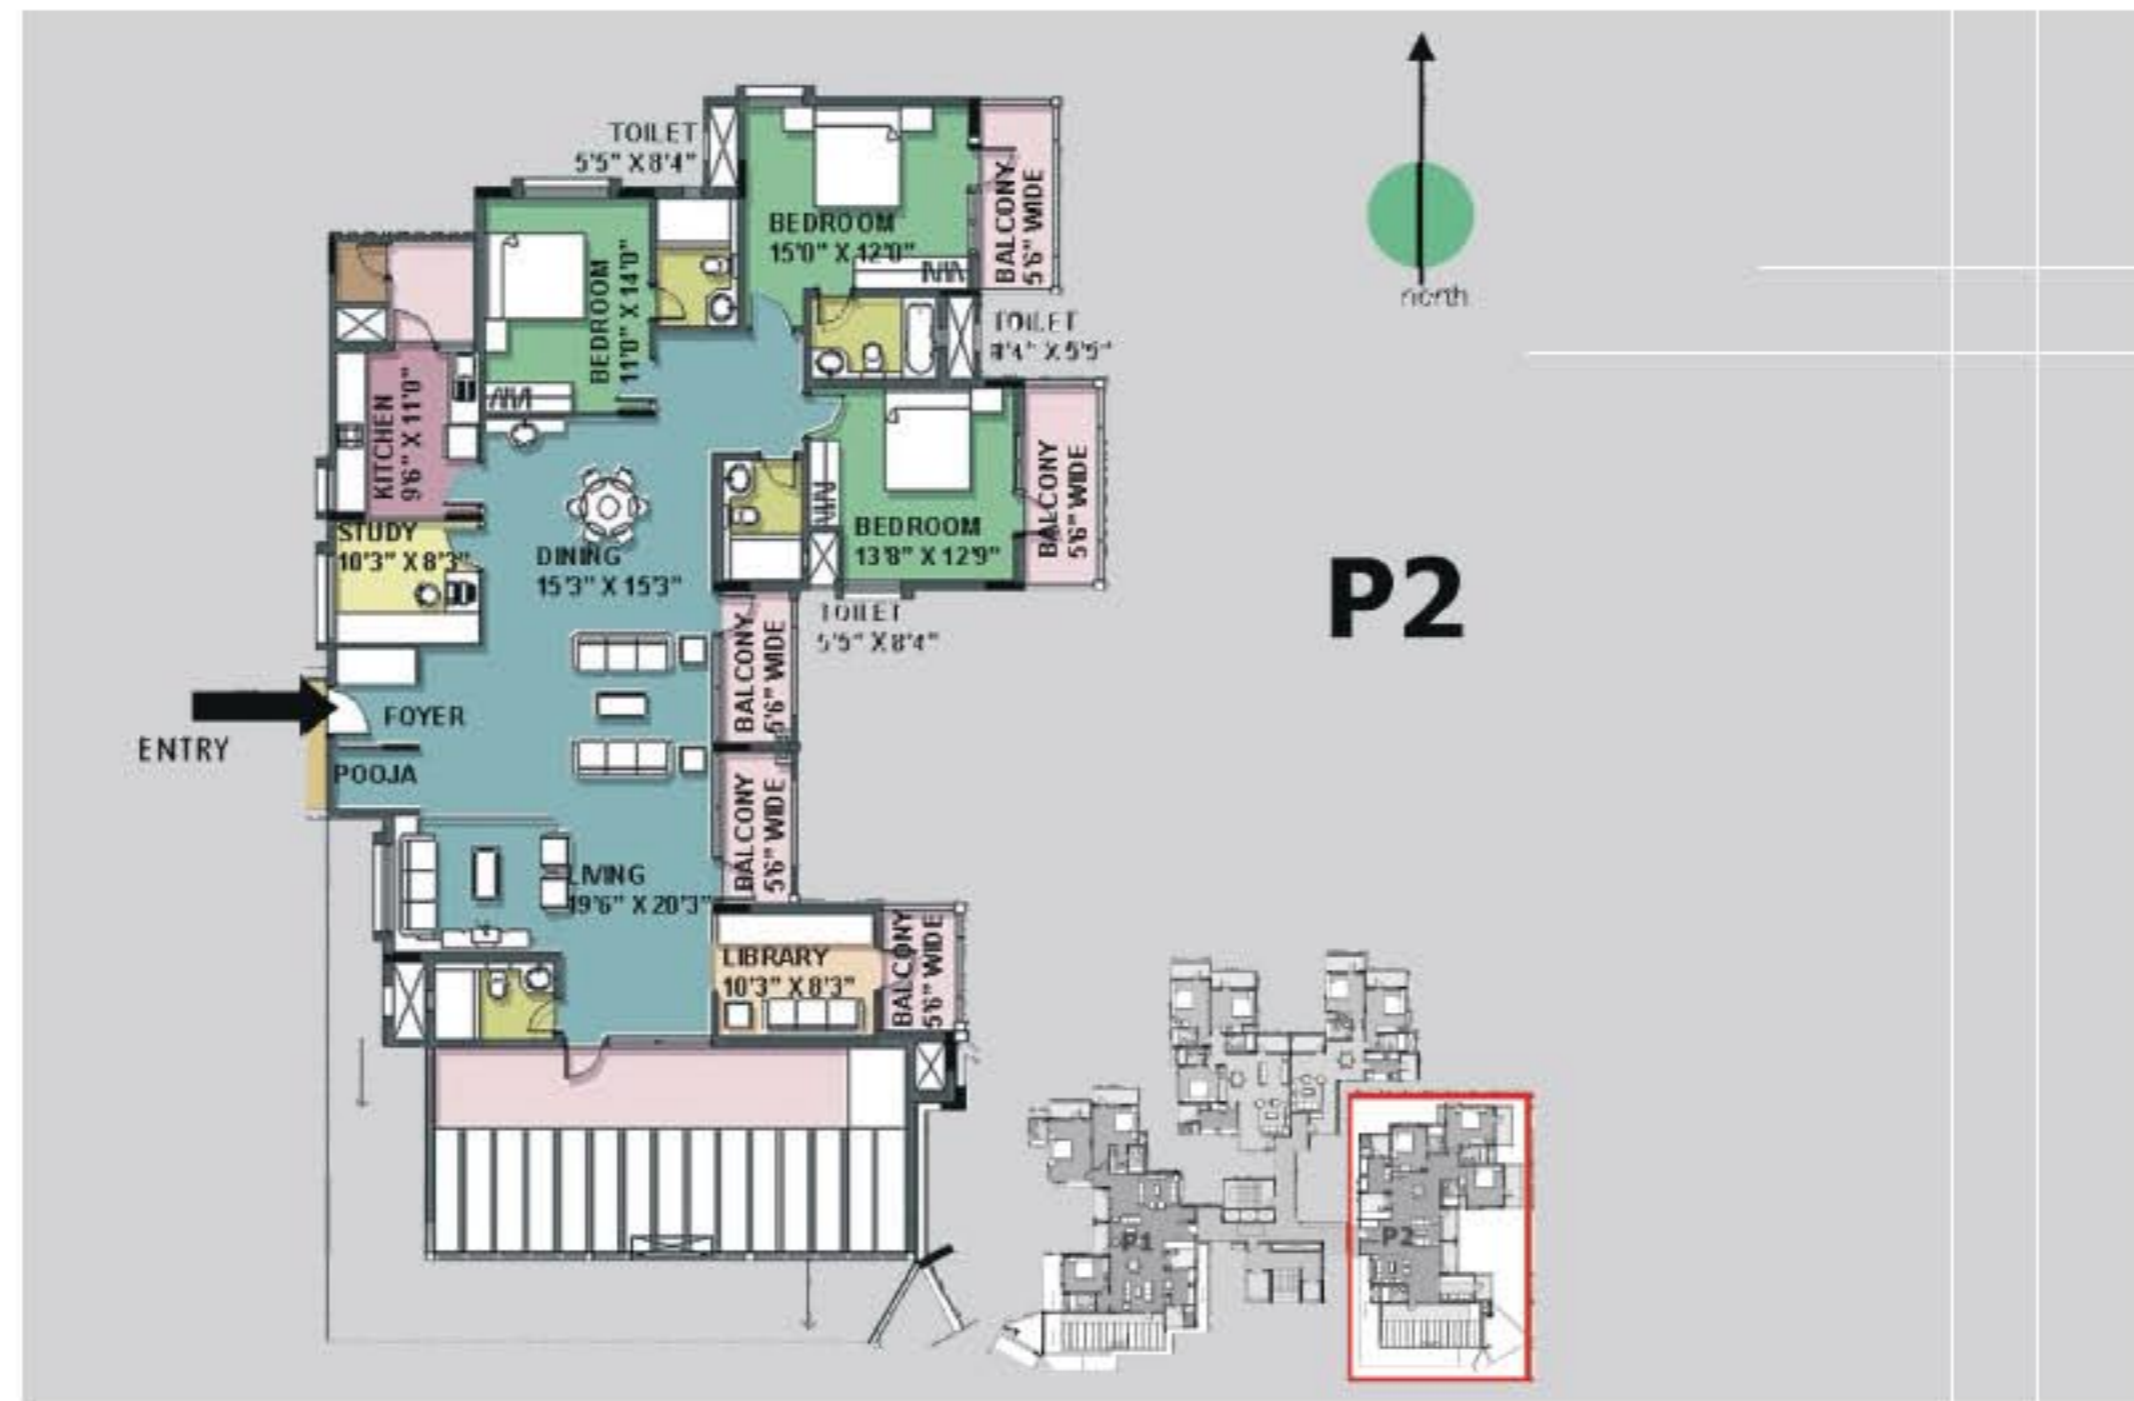 TOILET
5'5" X 8'4"
BEDROOM
15'0" X 12'0"
BALCONY
5'6" WIDE
north
BEDROOM
11'0" X 14'0"
TOILET
8'4" X 5'5"
KITCHEN
9'6" X 11'0"
BEDROOM
13'8" X 12'9"
BALCONY
5'6" WIDE
STUDY
10'3" X 8'3"
DINING
15'3" X 15'3"
P2
TOILET
5'5" X 8'4"
BALCONY
5'6" WIDE
ENTRY
FOYER
POOJA
BALCONY
5'6" WIDE
LIVING
19'6" X 20'3"
LIBRARY
10'3" X 8'3"
BALCONY
5'6" WIDE
P1
P2